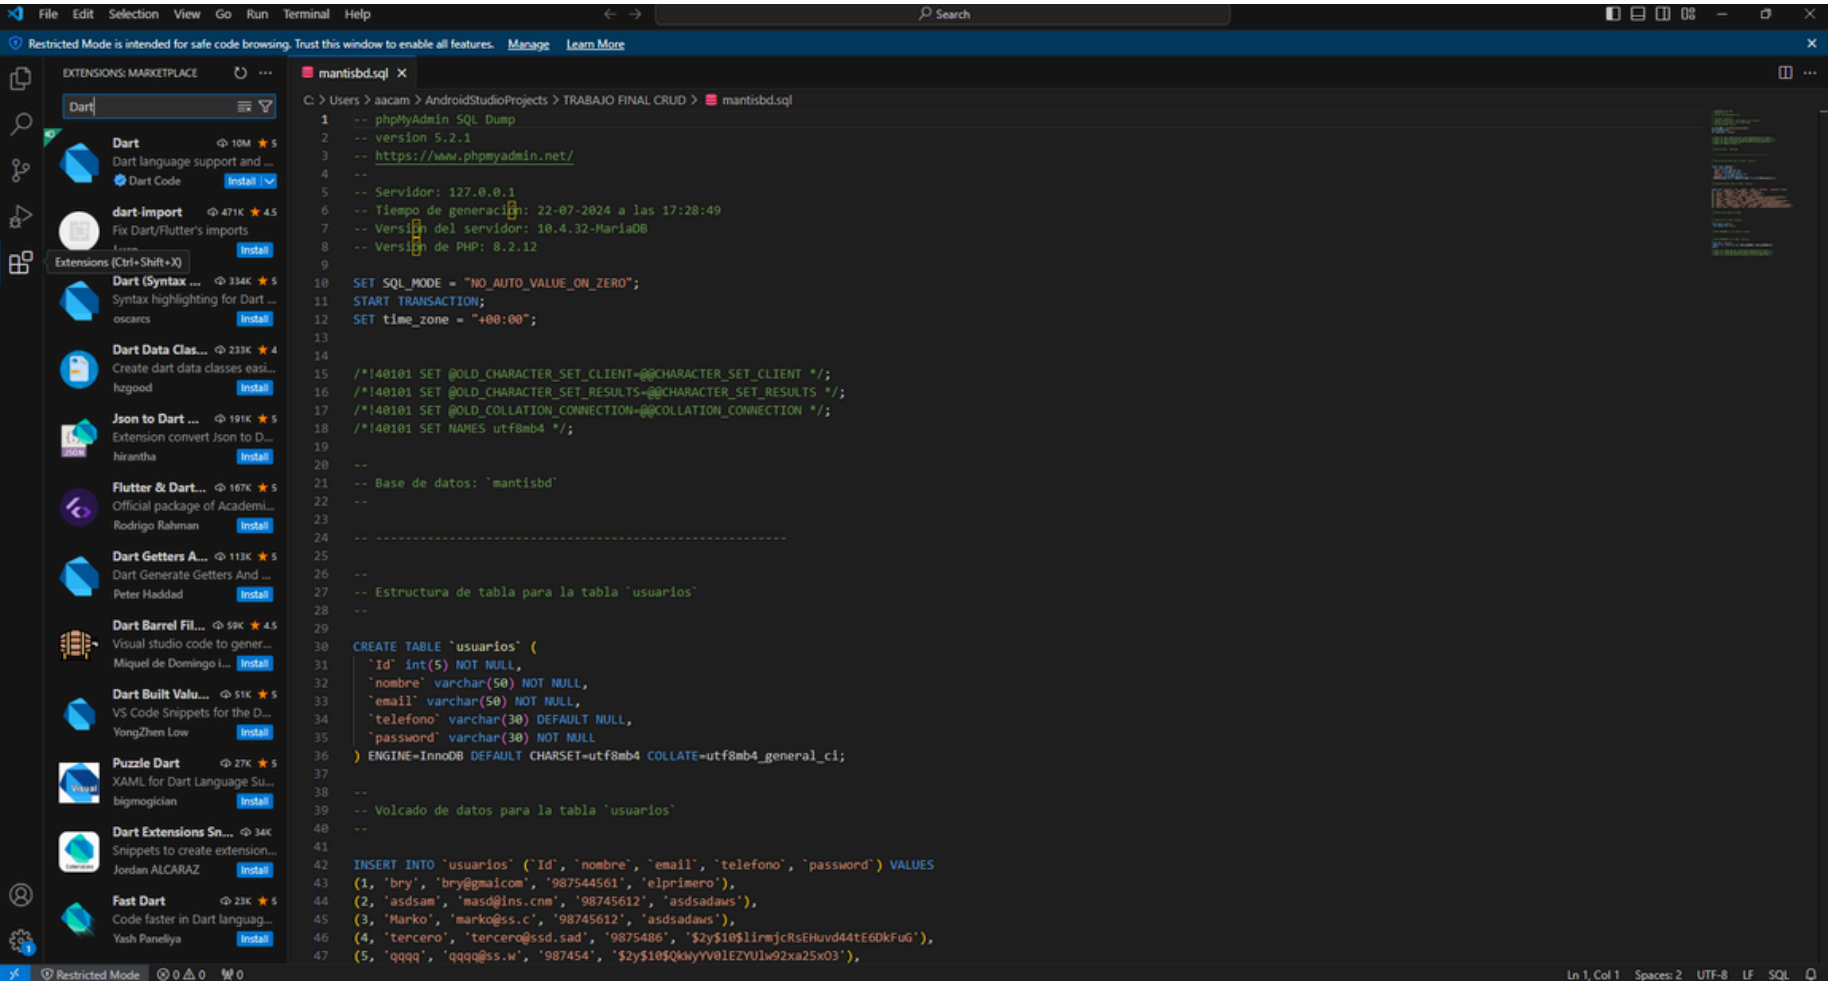 File Edit Selection View Go Run Terminal Help
Search
Restricted Mode is intended for safe code browsing. Trust this window to enable all features. Manage Learn More
EXTENSIONS: MARKETPLACE
Dart
Dart 10M 5
Dart language support and ...
Dart Code Install
dart-import 471K 4.5
Fix Dart/Flutter's imports
Install
Extensions (Ctrl+Shift+X)
Dart (Syntax ... 334K 5
Syntax highlighting for Dart ...
oscarcs Install
Dart Data Clas... 233K 4
Create dart data classes easi...
hzgood Install
Json to Dart ... 191K 5
Extension convert Json to D...
hirantha Install
Flutter & Dart... 167K 5
Official package of Academi...
Rodrigo Rahman Install
Dart Getters A... 113K 5
Dart Generate Getters And ...
Peter Haddad Install
Dart Barrel Fil... 59K 4.5
Visual studio code to gener...
Miquel de Domingo i... Install
Dart Built Valu... 51K 5
VS Code Snippets for the D...
YongZhen Low Install
Puzzle Dart 27K 5
XAML for Dart Language Su...
bigmogician Install
Dart Extensions Sn... 34K
Snippets to create extension...
Jordan ALCARAZ Install
Fast Dart 23K 5
Code faster in Dart languag...
Yash Paneliya Install
mantisbd.sql
C: > Users > aacam > AndroidStudioProjects > TRABAJO FINAL CRUD > mantisbd.sql
1 -- phpMyAdmin SQL Dump
2 -- version 5.2.1
3 -- https://www.phpmyadmin.net/
4 --
5 -- Servidor: 127.0.0.1
6 -- Tiempo de generación: 22-07-2024 a las 17:28:49
7 -- Versión del servidor: 10.4.32-MariaDB
8 -- Versión de PHP: 8.2.12
9
10 SET SQL_MODE = "NO_AUTO_VALUE_ON_ZERO";
11 START TRANSACTION;
12 SET time_zone = "+00:00";
13
14
15 /*!40101 SET @OLD_CHARACTER_SET_CLIENT=@@CHARACTER_SET_CLIENT */;
16 /*!40101 SET @OLD_CHARACTER_SET_RESULTS=@@CHARACTER_SET_RESULTS */;
17 /*!40101 SET @OLD_COLLATION_CONNECTION=@@COLLATION_CONNECTION */;
18 /*!40101 SET NAMES utf8mb4 */;
19
20 --
21 -- Base de datos: `mantisbd`
22 --
23
24 -- --------------------------------------------------------
25
26 --
27 -- Estructura de tabla para la tabla `usuarios`
28 --
29
30 CREATE TABLE `usuarios` (
31 `Id` int(5) NOT NULL,
32 `nombre` varchar(50) NOT NULL,
33 `email` varchar(50) NOT NULL,
34 `telefono` varchar(30) DEFAULT NULL,
35 `password` varchar(30) NOT NULL
36 ) ENGINE=InnoDB DEFAULT CHARSET=utf8mb4 COLLATE=utf8mb4_general_ci;
37
38 --
39 -- Volcado de datos para la tabla `usuarios`
40 --
41
42 INSERT INTO `usuarios` (`Id`, `nombre`, `email`, `telefono`, `password`) VALUES
43 (1, 'bry', 'bry@gmaicom', '987544561', 'elprimero'),
44 (2, 'asdsam', 'masd@ins.cnm', '98745612', 'asdsadaws'),
45 (3, 'Marko', 'marko@ss.c', '98745612', 'asdsadaws'),
46 (4, 'tercero', 'tercero@ssd.sad', '9875486', '$2y$10$lirmjcRsEHuvd44tE6DkFuG'),
47 (5, 'qqqq', 'qqqq@ss.w', '987454', '$2y$10$QkWyYV0lEZYUlw92xa25xO3'),
Restricted Mode 0 0 0
Ln 1, Col 1 Spaces: 2 UTF-8 LF SQL